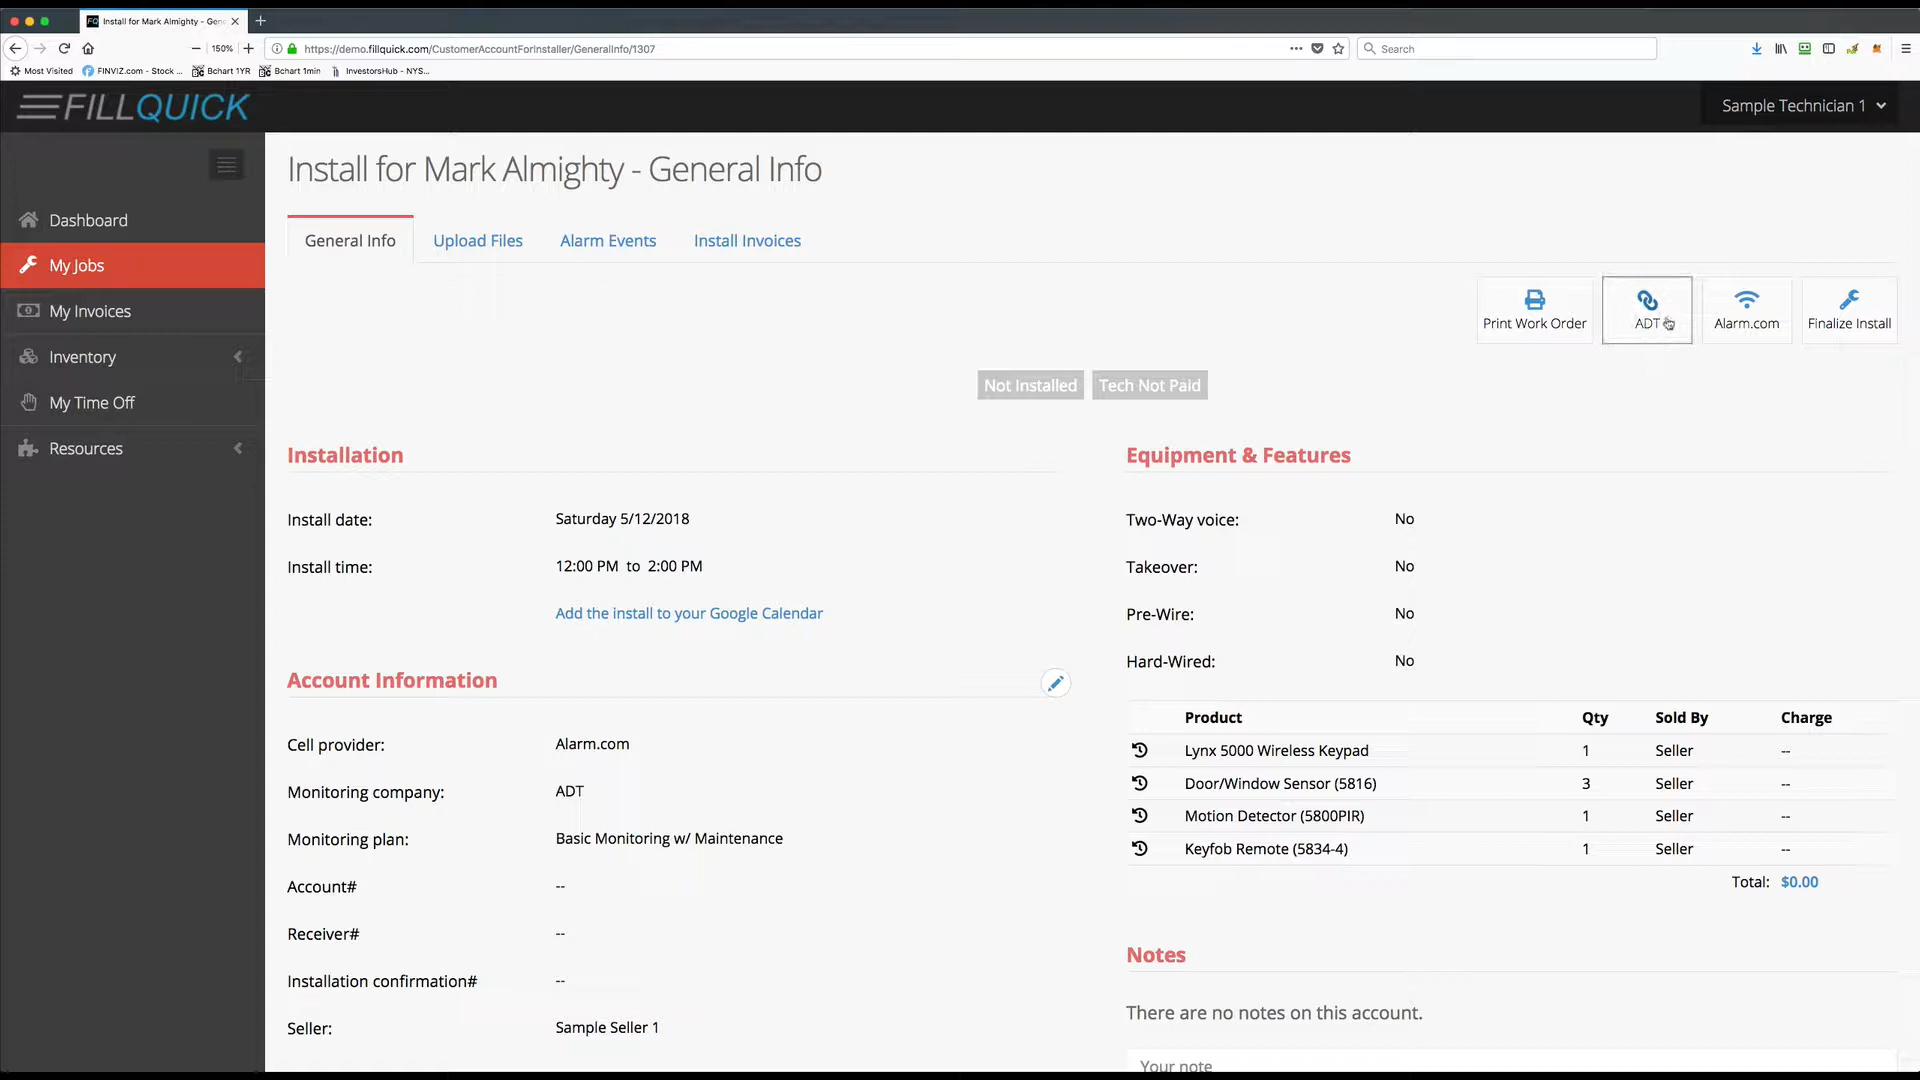 Install for Mark Almighty - Gene
150%
https://demo.fillquick.com/CustomerAccountForInstaller/GeneralInfo/1307
Search
Most Visited
FINVIZ.com - Stock ...
Bchart 1YR
Bchart 1min
InvestorsHub - NYS...
FILLQUICK
Sample Technician 1
Dashboard
My Jobs
My Invoices
Inventory
My Time Off
Resources
Install for Mark Almighty - General Info
General Info
Upload Files
Alarm Events
Install Invoices
Print Work Order
ADT
Alarm.com
Finalize Install
Not Installed
Tech Not Paid
Installation
Install date: Saturday 5/12/2018
Install time: 12:00 PM to 2:00 PM
Add the install to your Google Calendar
Account Information
Cell provider: Alarm.com
Monitoring company: ADT
Monitoring plan: Basic Monitoring w/ Maintenance
Account# --
Receiver# --
Installation confirmation# --
Seller: Sample Seller 1
Equipment & Features
Two-Way voice: No
Takeover: No
Pre-Wire: No
Hard-Wired: No
Product Qty Sold By Charge
Lynx 5000 Wireless Keypad 1 Seller --
Door/Window Sensor (5816) 3 Seller --
Motion Detector (5800PIR) 1 Seller --
Keyfob Remote (5834-4) 1 Seller --
Total: $0.00
Notes
There are no notes on this account.
Your note